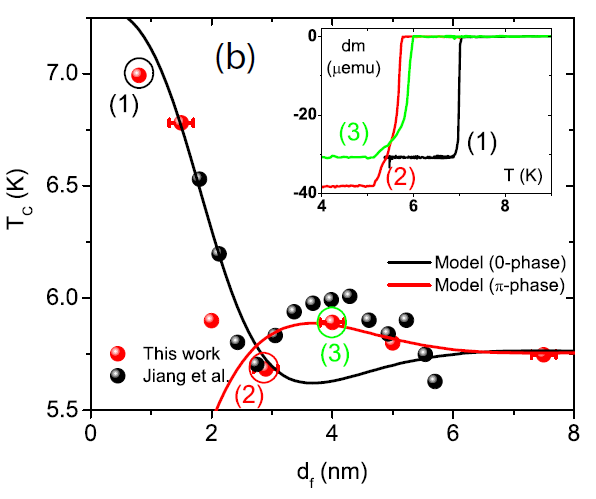 (b)
7.0
6.5
6.0
5.5
T_C (K)
0
2
4
6
8
d_f (nm)
(1)
(2)
(3)
This work
Jiang et al.
Model (0-phase)
Model (π-phase)
dm
(μemu)
0
-30
-40
4
6
8
T (K)
(1)
(2)
(3)